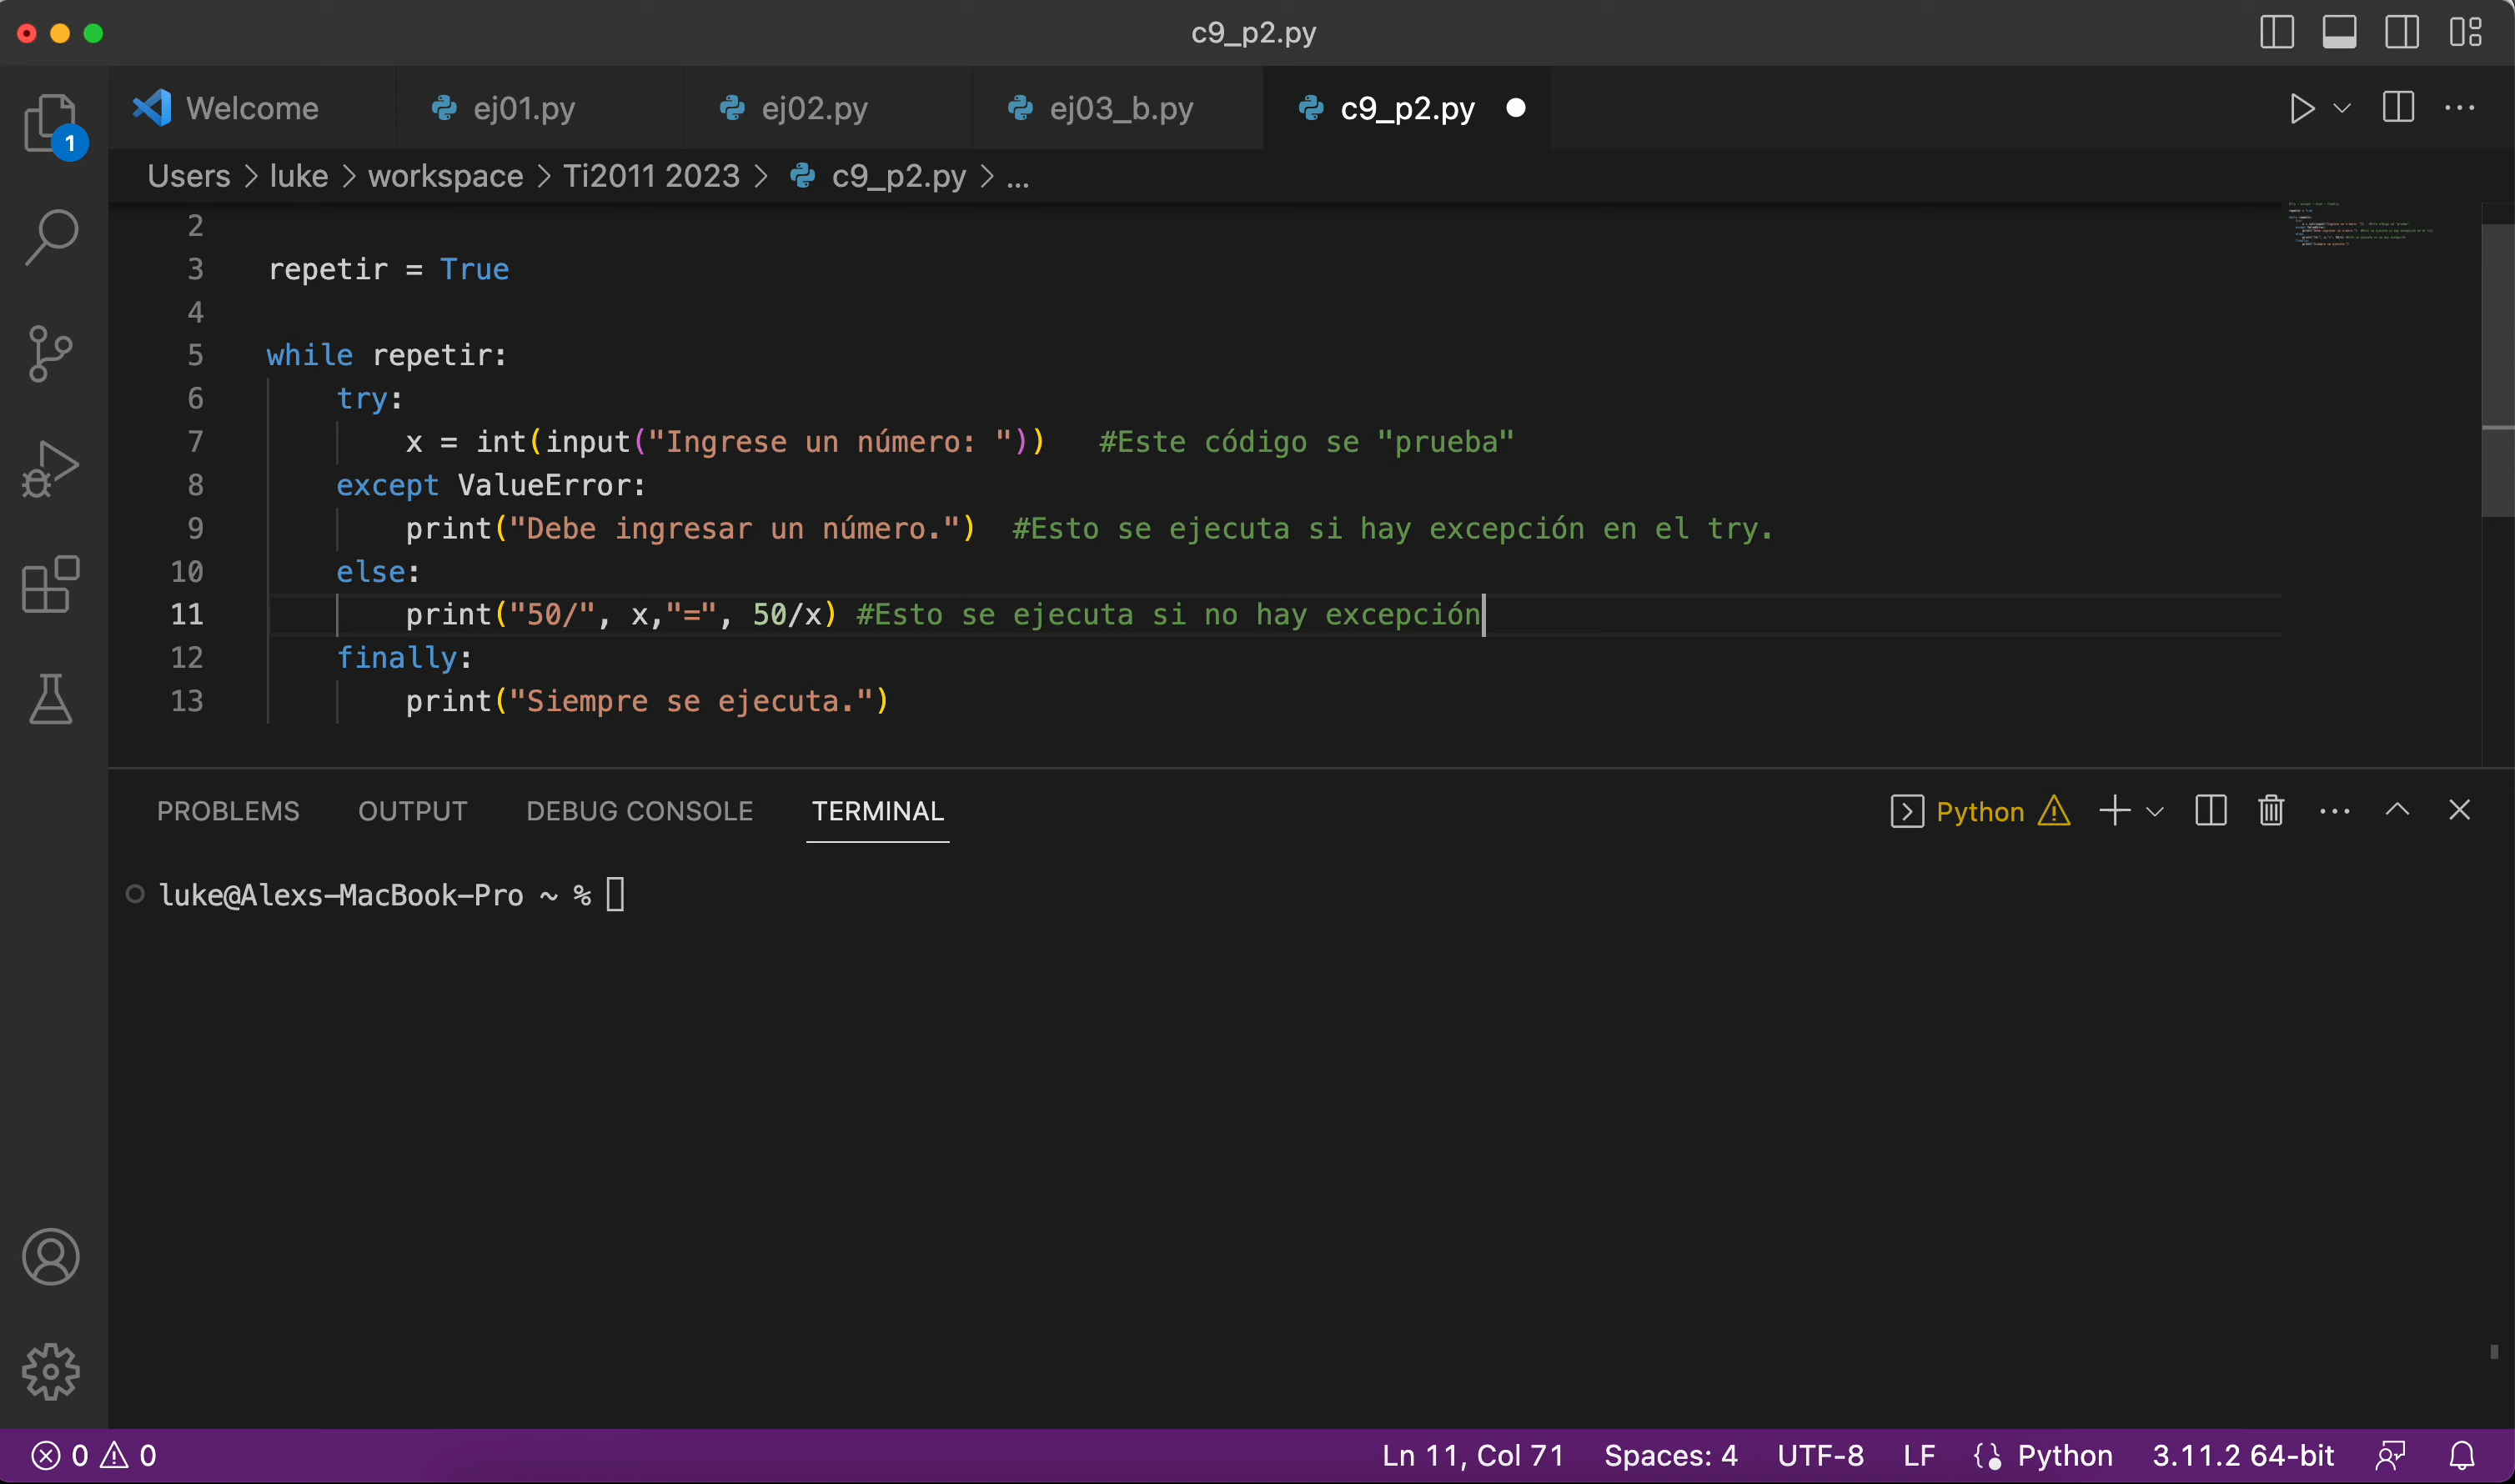 c9_p2.py
Welcome ej01.py ej02.py ej03_b.py c9_p2.py
1
Users > luke > workspace > Ti2011 2023 > c9_p2.py > ...
2
3 repetir = True
4
5 while repetir:
6 try:
7 x = int(input("Ingrese un número: ")) #Este código se "prueba"
8 except ValueError:
9 print("Debe ingresar un número.") #Esto se ejecuta si hay excepción en el try.
10 else:
11 print("50/", x,"=", 50/x) #Esto se ejecuta si no hay excepción
12 finally:
13 print("Siempre se ejecuta.")
PROBLEMS OUTPUT DEBUG CONSOLE TERMINAL Python
luke@Alexs-MacBook-Pro ~ %
0 0 Ln 11, Col 71 Spaces: 4 UTF-8 LF Python 3.11.2 64-bit